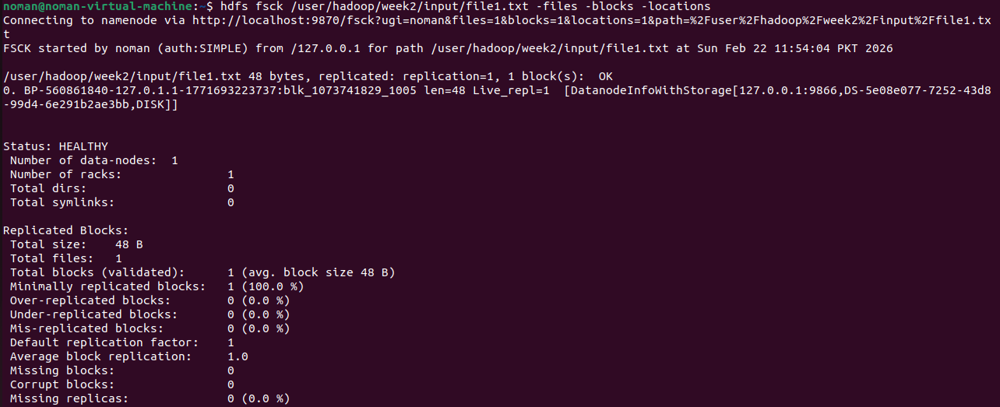 noman@noman-virtual-machine:~$ hdfs fsck /user/hadoop/week2/input/file1.txt -files -blocks -locations
Connecting to namenode via http://localhost:9870/fsck?ugi=noman&files=1&blocks=1&locations=1&path=%2Fuser%2Fhadoop%2Fweek2%2Finput%2Ffile1.tx
t
FSCK started by noman (auth:SIMPLE) from /127.0.0.1 for path /user/hadoop/week2/input/file1.txt at Sun Feb 22 11:54:04 PKT 2026
/user/hadoop/week2/input/file1.txt 48 bytes, replicated: replication=1, 1 block(s):  OK
0. BP-560861840-127.0.1.1-1771693223737:blk_1073741829_1005 len=48 Live_repl=1  [DatanodeInfoWithStorage[127.0.0.1:9866,DS-5e08e077-7252-43d8
-99d4-6e291b2ae3bb,DISK]]
Status: HEALTHY
Number of data-nodes:  1
Number of racks:               1
Total dirs:                    0
Total symlinks:                0
Replicated Blocks:
Total size:    48 B
Total files:   1
Total blocks (validated):      1 (avg. block size 48 B)
Minimally replicated blocks:   1 (100.0 %)
Over-replicated blocks:        0 (0.0 %)
Under-replicated blocks:       0 (0.0 %)
Mis-replicated blocks:         0 (0.0 %)
Default replication factor:    1
Average block replication:     1.0
Missing blocks:                0
Corrupt blocks:                0
Missing replicas:              0 (0.0 %)